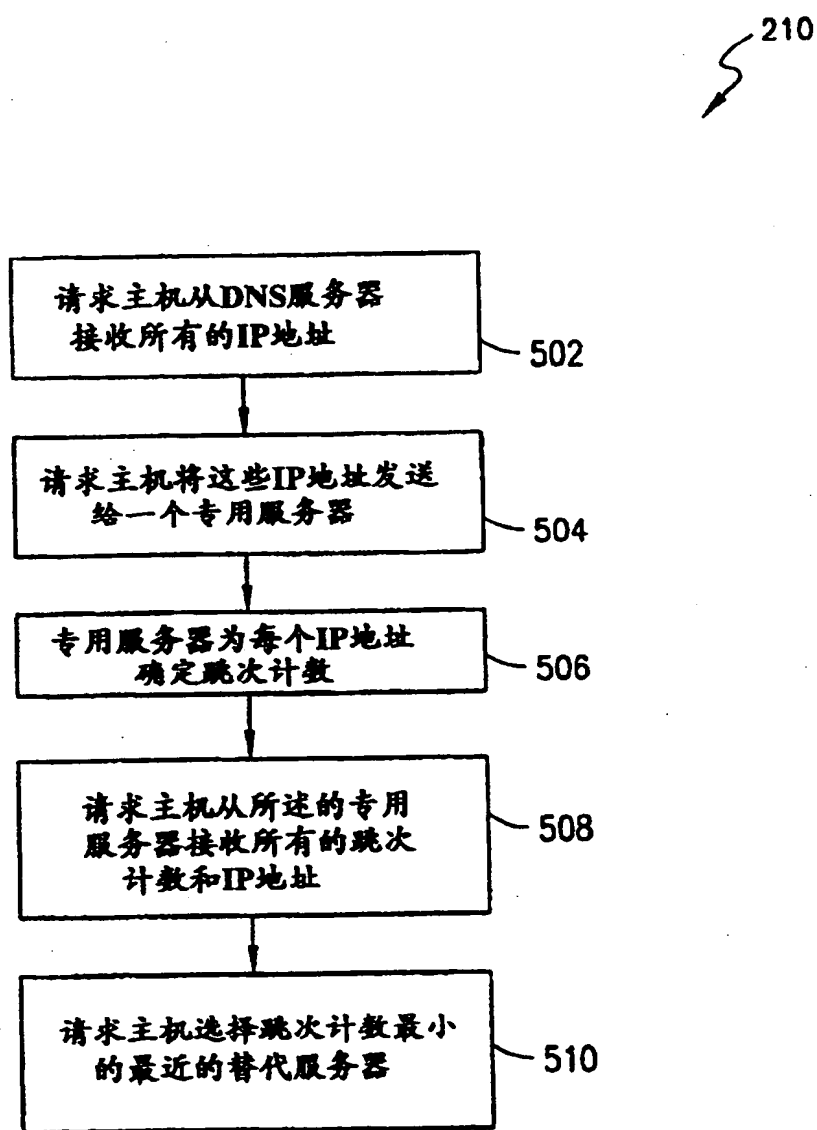 210
请求主机从DNS服务器
接收所有的IP地址
502
请求主机将这些IP地址发送
给一个专用服务器
504
专用服务器为每个IP地址
确定跳次计数
506
请求主机从所述的专用
服务器接收所有的跳次
计数和IP地址
508
请求主机选择跳次计数最小
的最近的替代服务器
510